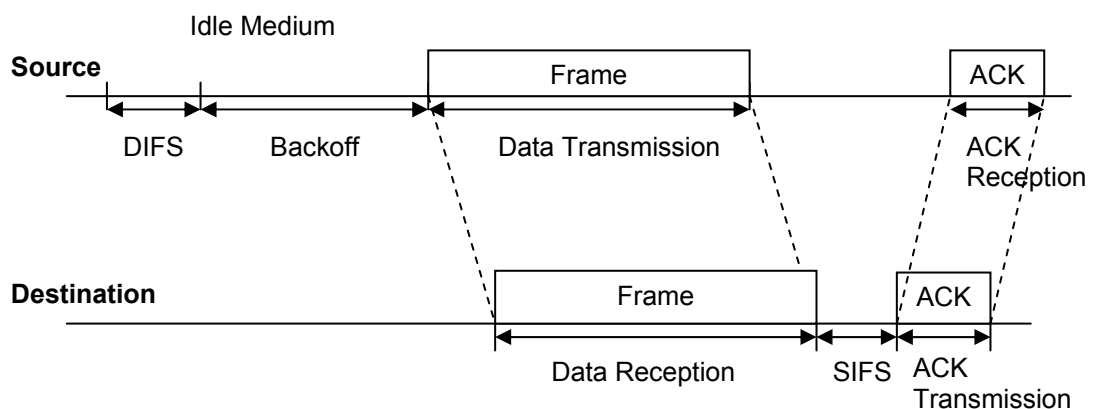 Idle Medium
Source
Frame
ACK
DIFS
Backoff
Data Transmission
ACK
Reception
Destination
Frame
ACK
Data Reception
SIFS
ACK
Transmission